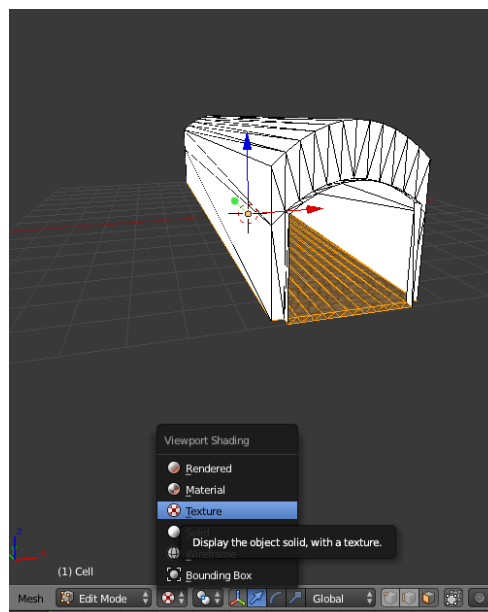 Viewport Shading
Rendered
Material
Texture
Display the object solid, with a texture.
Bounding Box
z
x
(1) Cell
Mesh Edit Mode Global